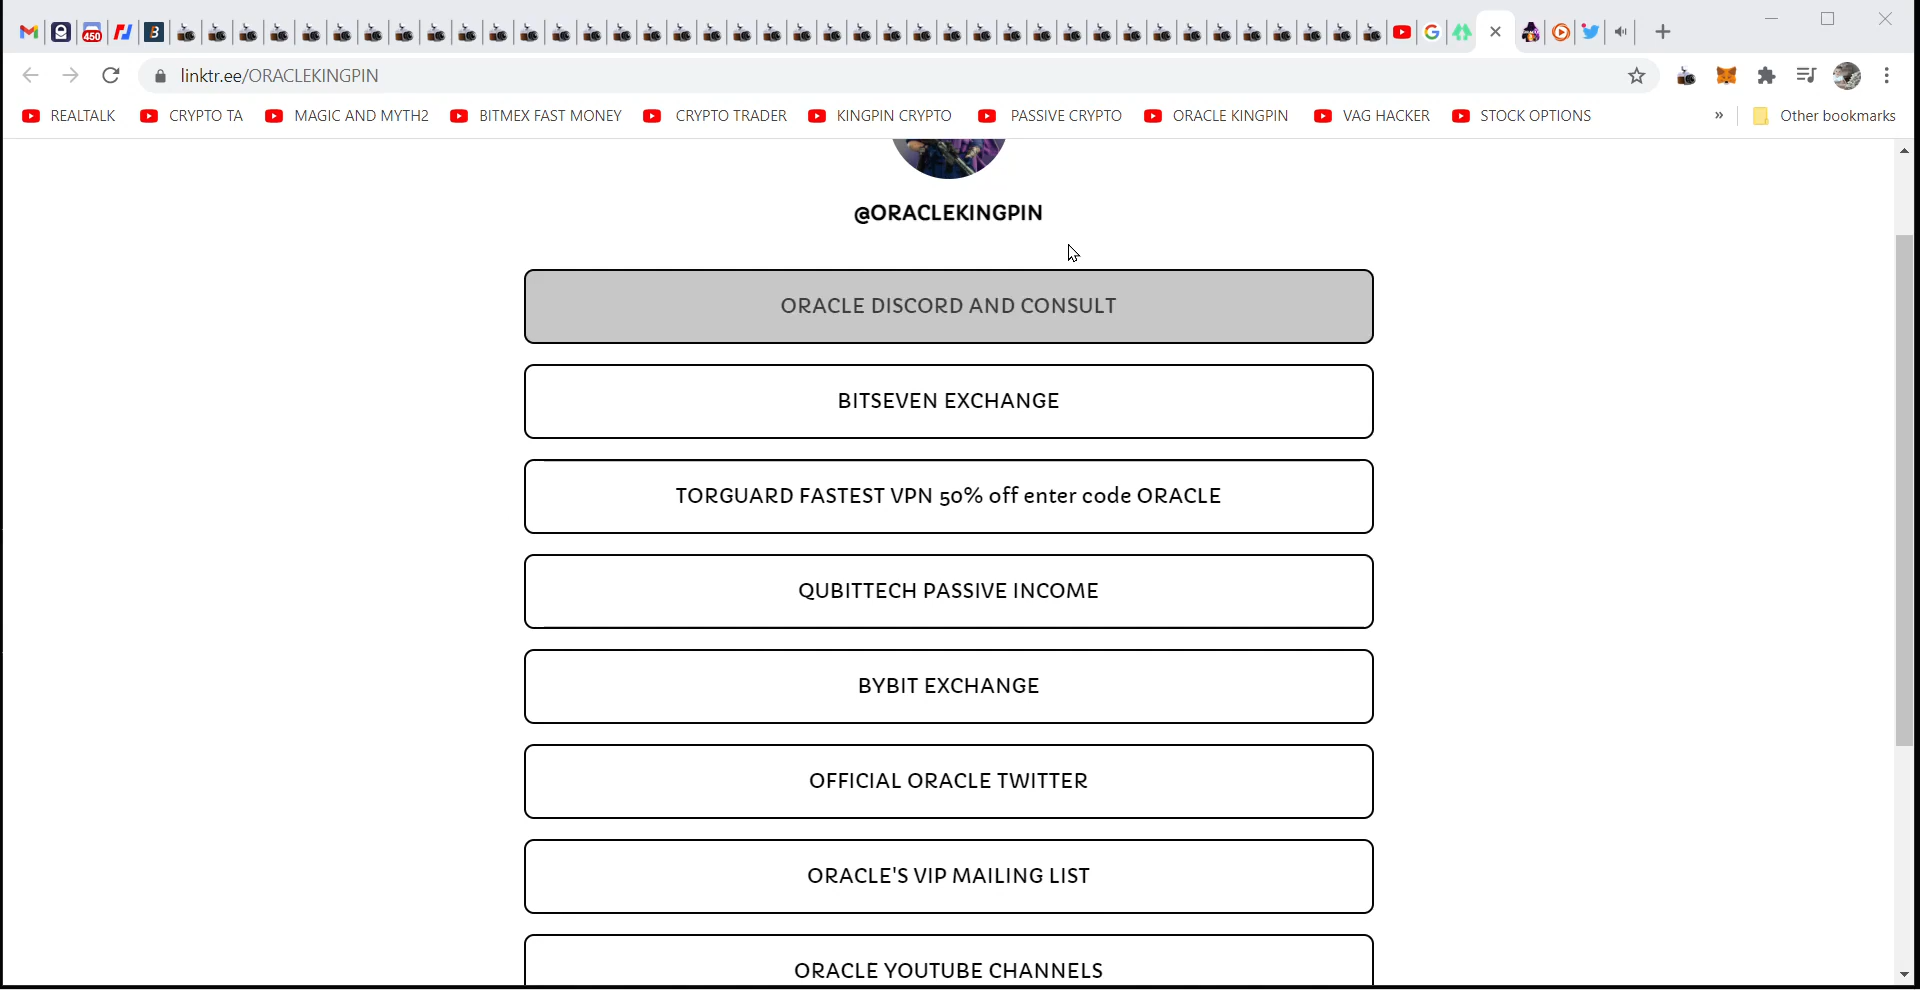 450
linktr.ee/ORACLEKINGPIN
REALTALK CRYPTO TA MAGIC AND MYTH2 BITMEX FAST MONEY CRYPTO TRADER KINGPIN CRYPTO PASSIVE CRYPTO ORACLE KINGPIN VAG HACKER STOCK OPTIONS » Other bookmarks
@ORACLEKINGPIN
ORACLE DISCORD AND CONSULT
BITSEVEN EXCHANGE
TORGUARD FASTEST VPN 50% off enter code ORACLE
QUBITTECH PASSIVE INCOME
BYBIT EXCHANGE
OFFICIAL ORACLE TWITTER
ORACLE'S VIP MAILING LIST
ORACLE YOUTUBE CHANNELS